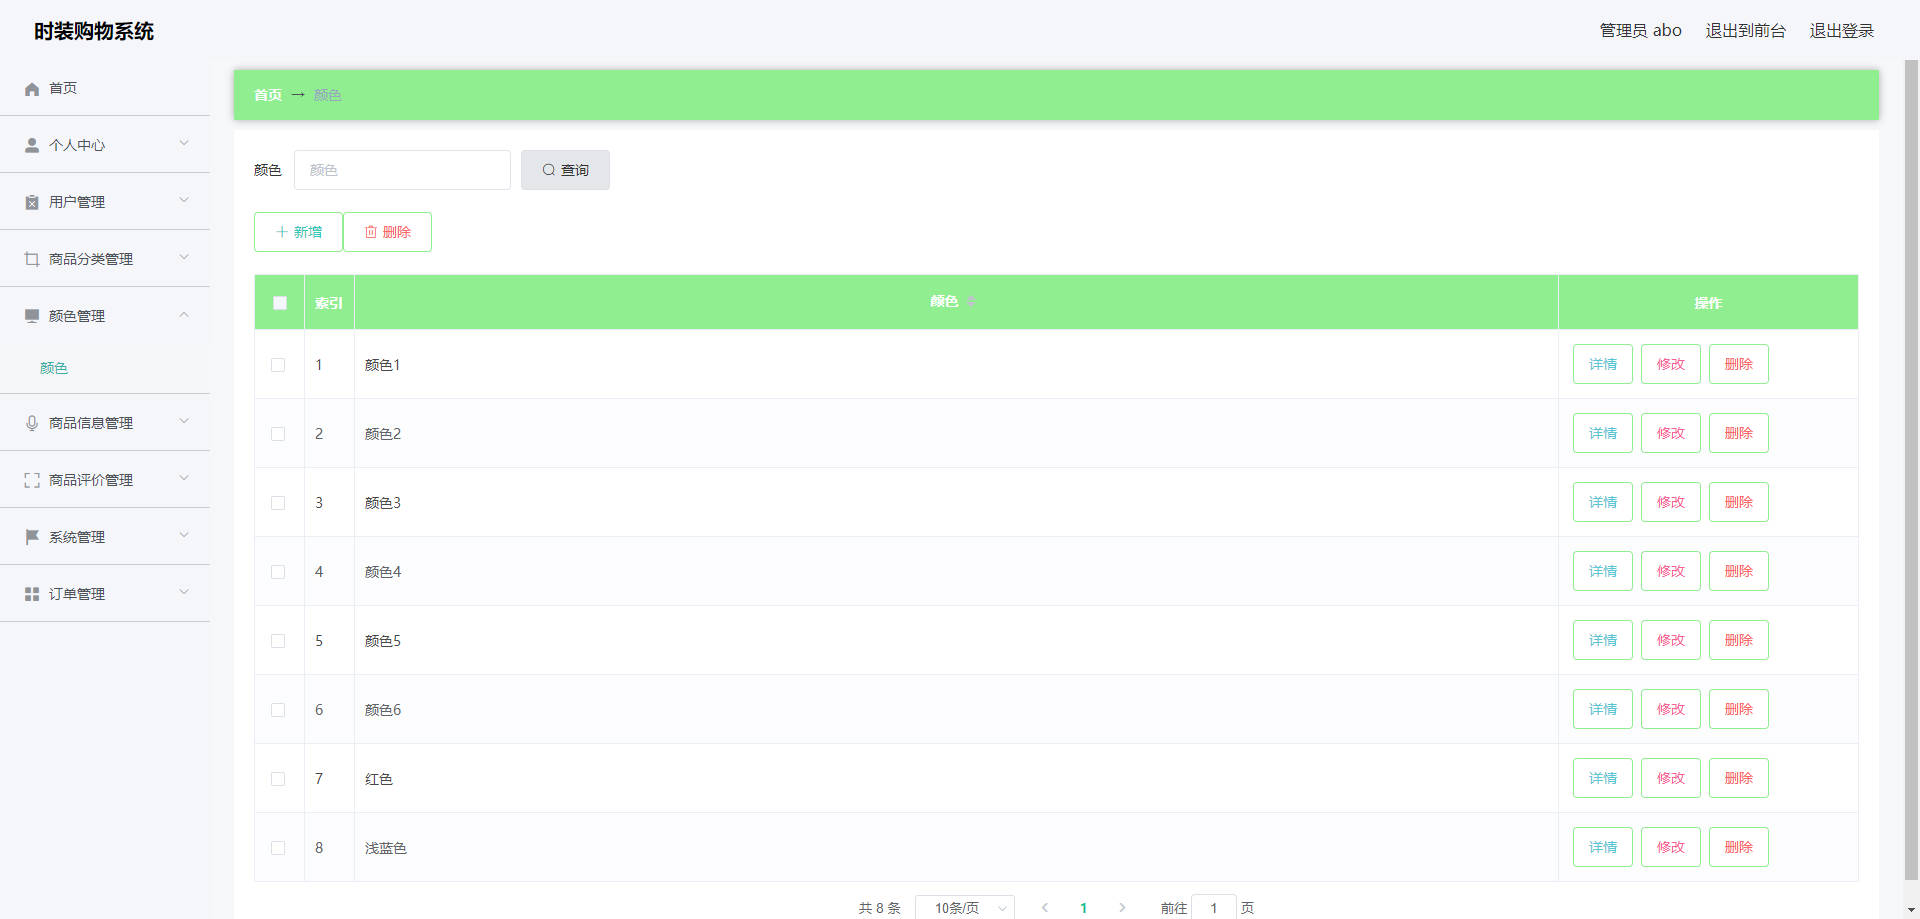 时装购物系统
管理员 abo 退出到前台 退出登录
首页
个人中心
用户管理
商品分类管理
颜色管理
颜色
商品信息管理
商品评价管理
系统管理
订单管理
首页 → 颜色
颜色 颜色 查询
新增 删除
索引 颜色 操作
1 颜色1 详情 修改 删除
2 颜色2 详情 修改 删除
3 颜色3 详情 修改 删除
4 颜色4 详情 修改 删除
5 颜色5 详情 修改 删除
6 颜色6 详情 修改 删除
7 红色 详情 修改 删除
8 浅蓝色 详情 修改 删除
共 8 条 10条/页 1 前往 1 页